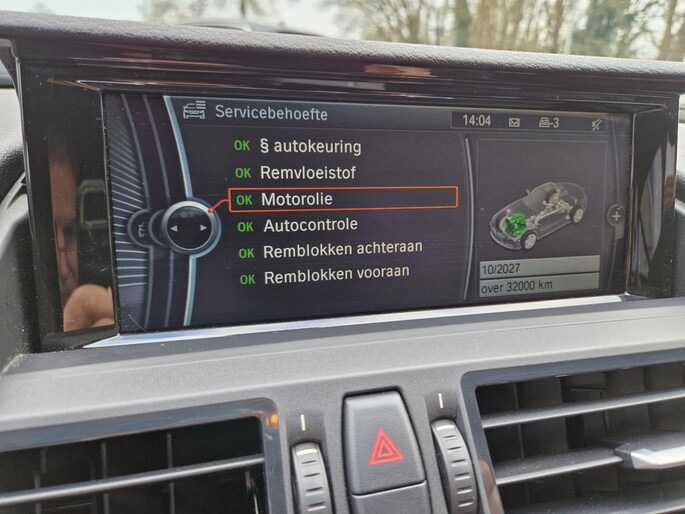 Servicebehoefte
14:04
-3
OK § autokeuring
OK Remvloeistof
OK Motorolie
OK Autocontrole
OK Remblokken achteraan
OK Remblokken vooraan
10/2027
over 32000 km